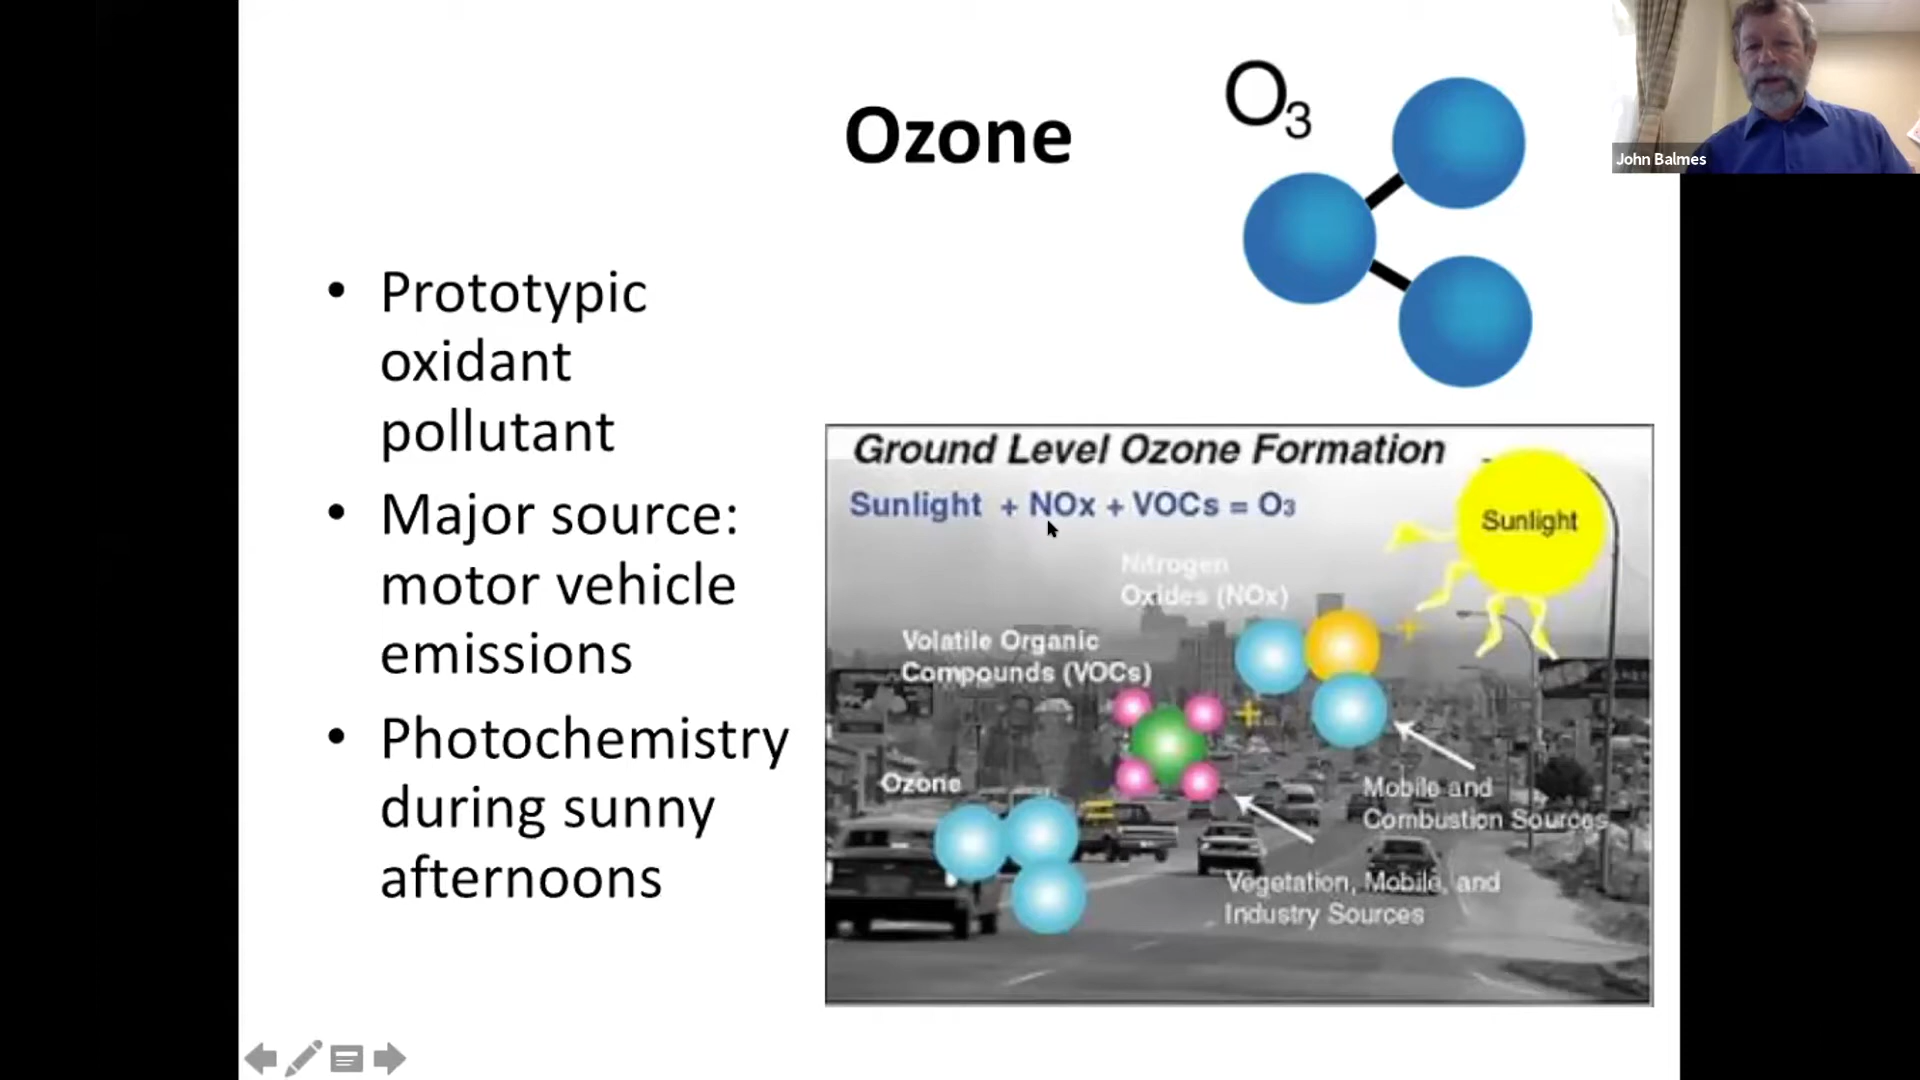 Ozone
O3
John Balmes
• Prototypic
oxidant
pollutant
• Major source:
motor vehicle
emissions
• Photochemistry
during sunny
afternoons
Ground Level Ozone Formation
Sunlight + NOx + VOCs = O3
Sunlight
Nitrogen
Oxides (NOx)
Volatile Organic
Compounds (VOCs)
Ozone
Mobile and
Combustion Sources
Vegetation, Mobile, and
Industry Sources